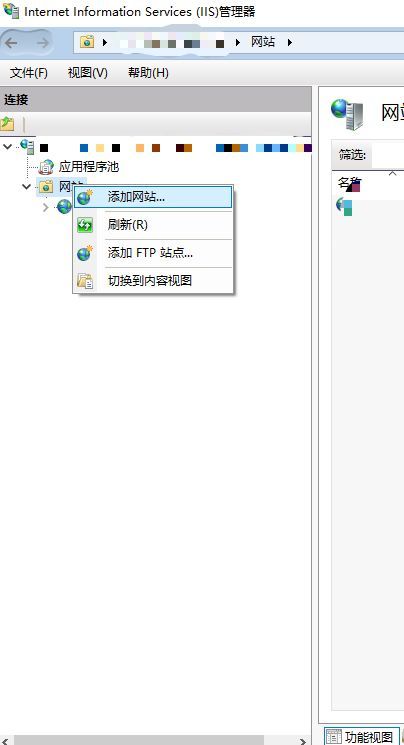 Internet Information Services (IIS)管理器
网站
文件(F) 视图(V) 帮助(H)
连接
网
筛选:
名称
应用程序池
网站
添加网站...
刷新(R)
添加 FTP 站点...
切换到内容视图
功能视图